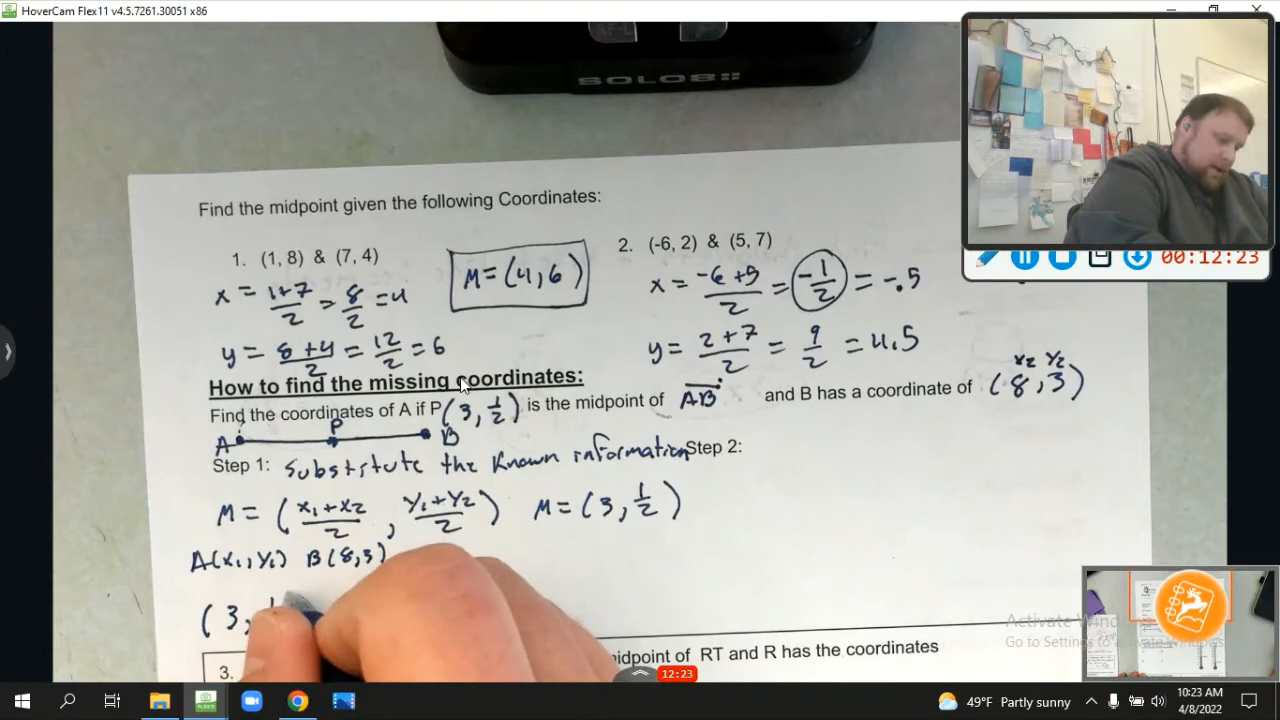 HoverCam Flex11 v4.5.7261.30051 x86
SOLO8
Find the midpoint given the following Coordinates:
1. (1, 8) & (7, 4)
M = (4, 6)
2. (-6, 2) & (5, 7)
x = 1+7/2 = 8/2 = 4
x = -6+5/2 = -1/2 = -.5
y = 8+4/2 = 12/2 = 6
y = 2+7/2 = 9/2 = 4.5
How to find the missing coordinates:
x2 y2
Find the coordinates of A if P(3, 1/2) is the midpoint of AB and B has a coordinate of (8, 3)
A P B
Step 1: Substitute the Known information Step 2:
M = (x1+x2/2, y1+y2/2) M = (3, 1/2)
A(x1, y1) B(8, 3)
(3, 1
3. idpoint of RT and R has the coordinates
00:12:23
Activate Windows
Go to Settings to activate Windows
12:23
49°F Partly sunny
10:23 AM
4/8/2022